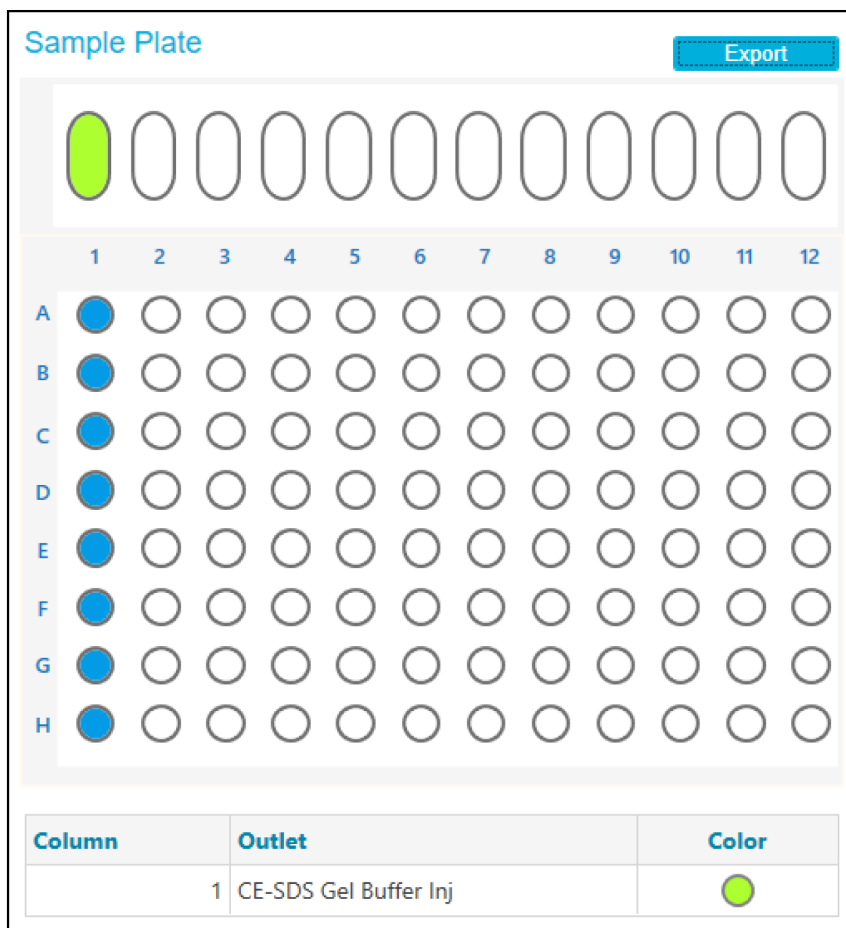 Sample Plate
Export
1 2 3 4 5 6 7 8 9 10 11 12
A
B
C
D
E
F
G
H
Column Outlet Color
1 CE-SDS Gel Buffer Inj